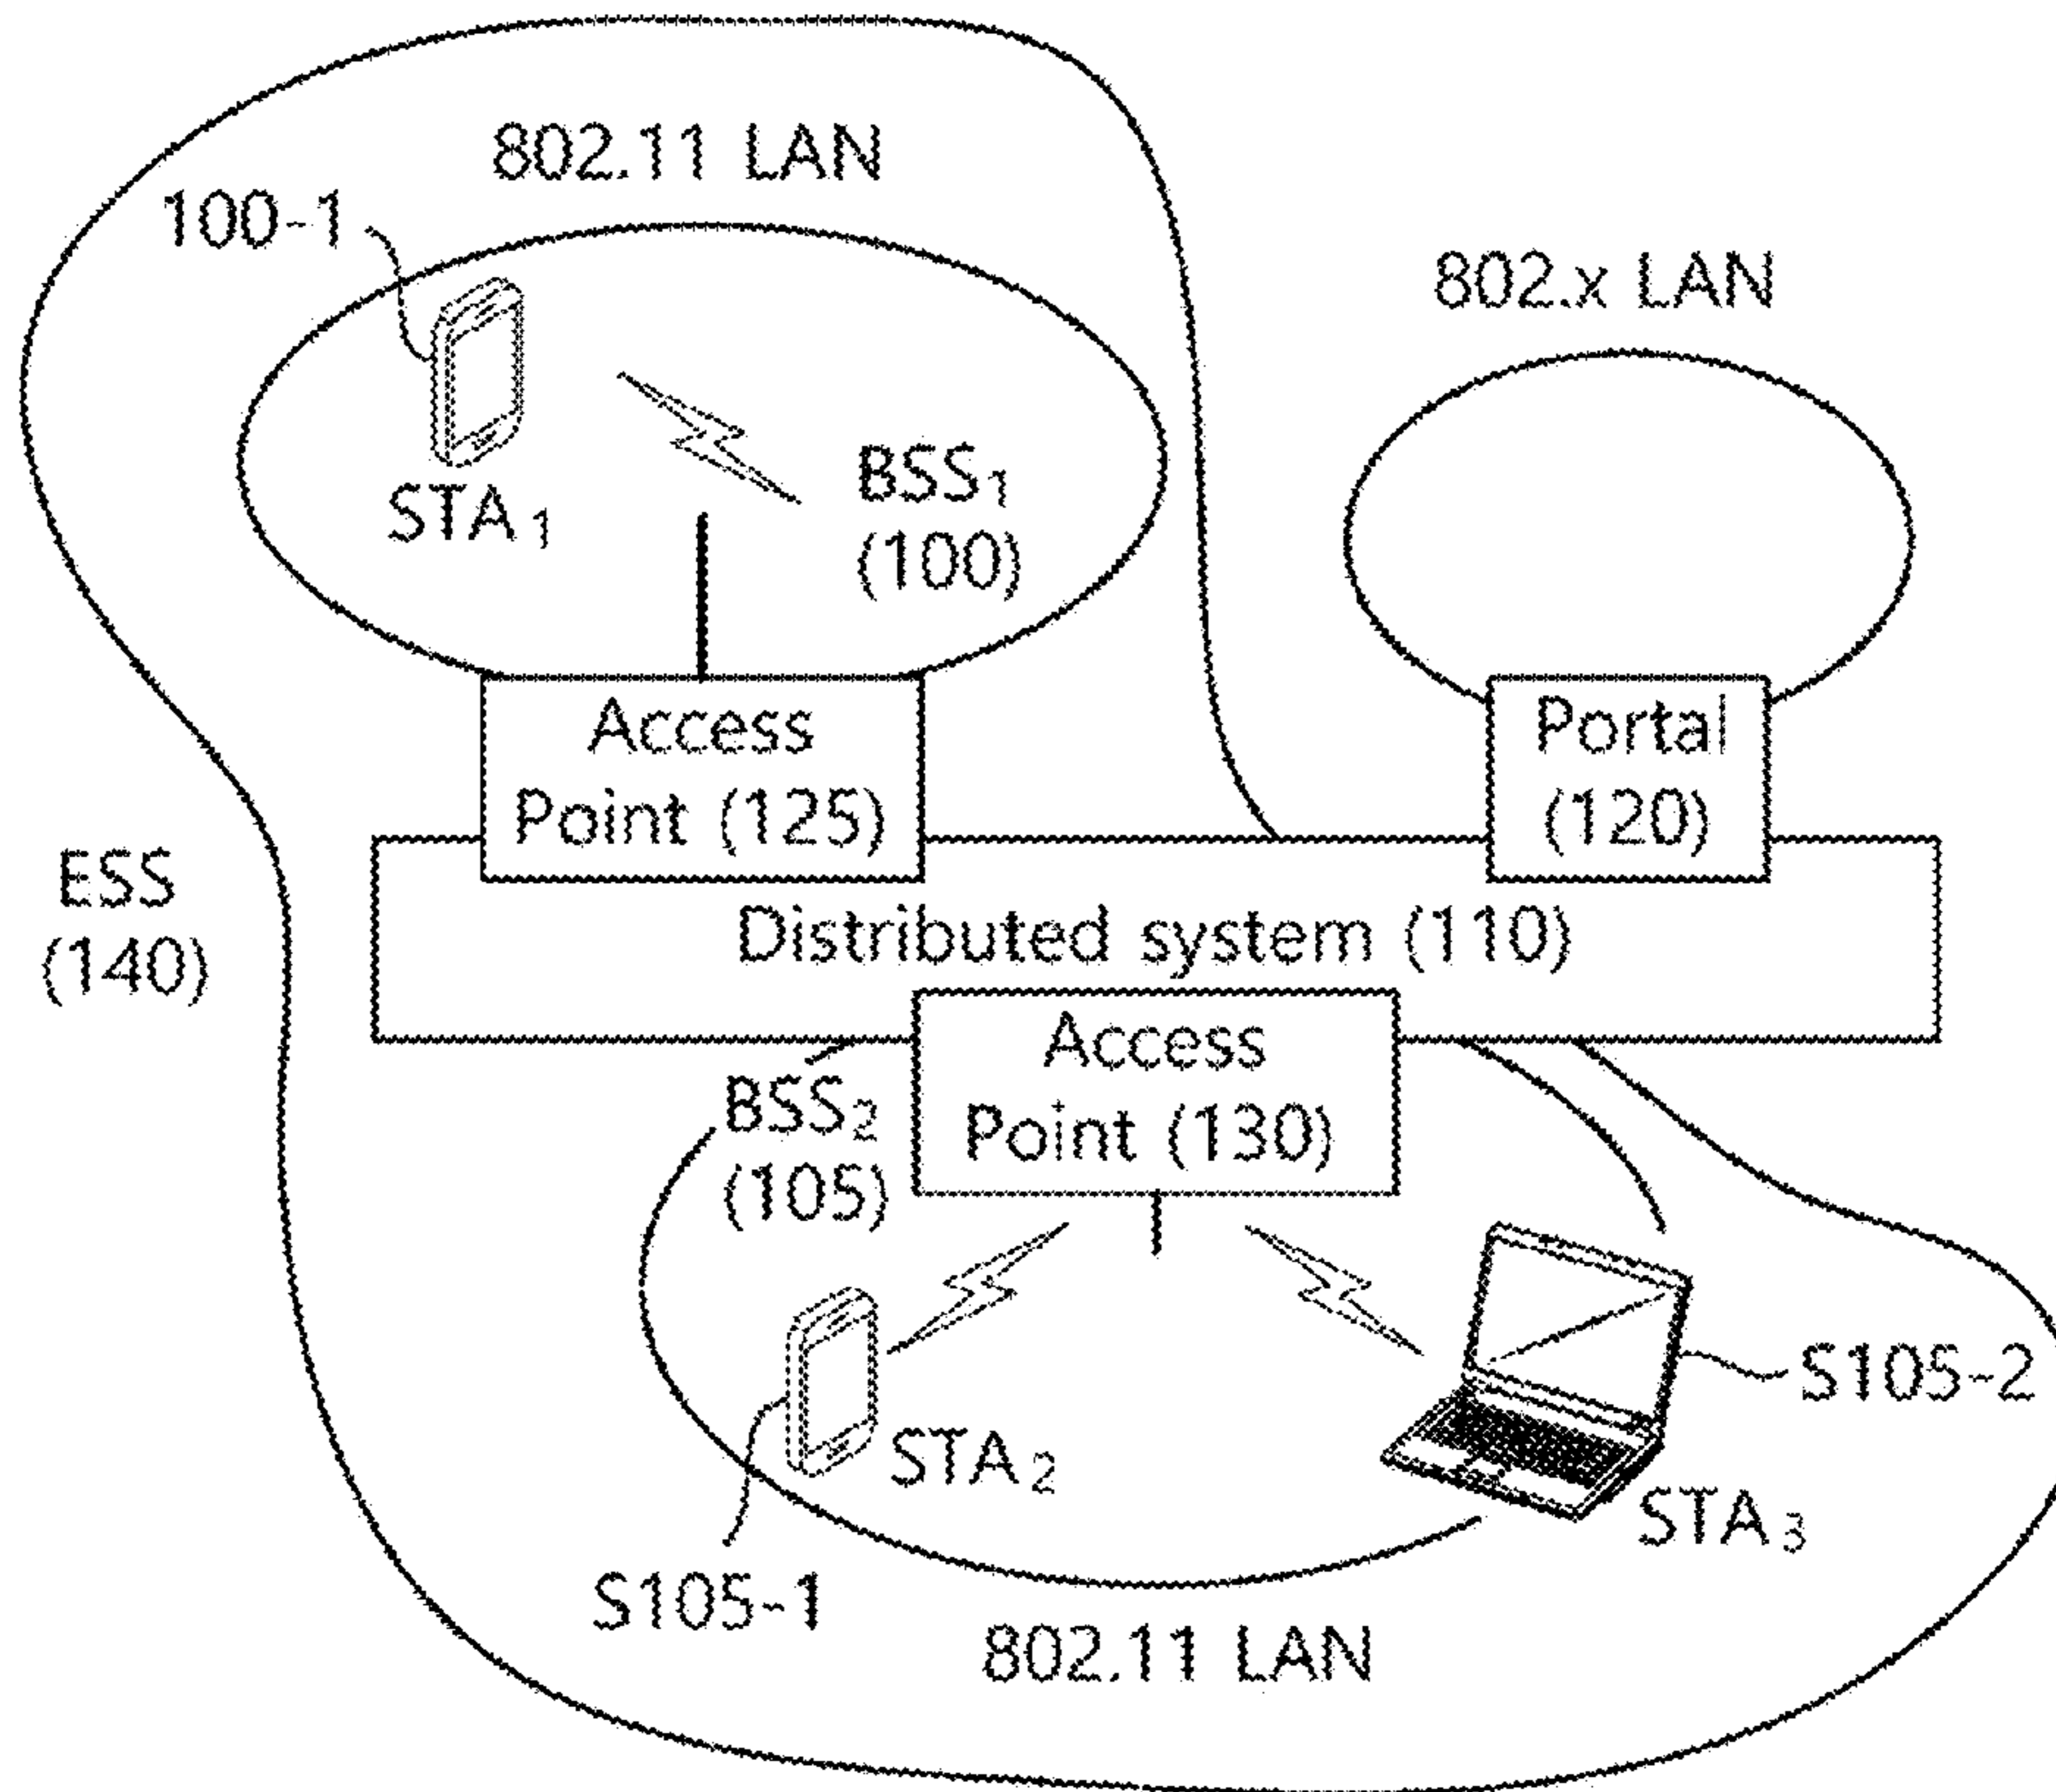 802.11 LAN
100-1
802.x LAN
STA1
BSS1
(100)
Access
Point (125)
Portal
(120)
ESS
(140)
Distributed system (110)
BSS2
(105)
Access
Point (130)
S105-2
STA2
STA3
S105-1
802.11 LAN